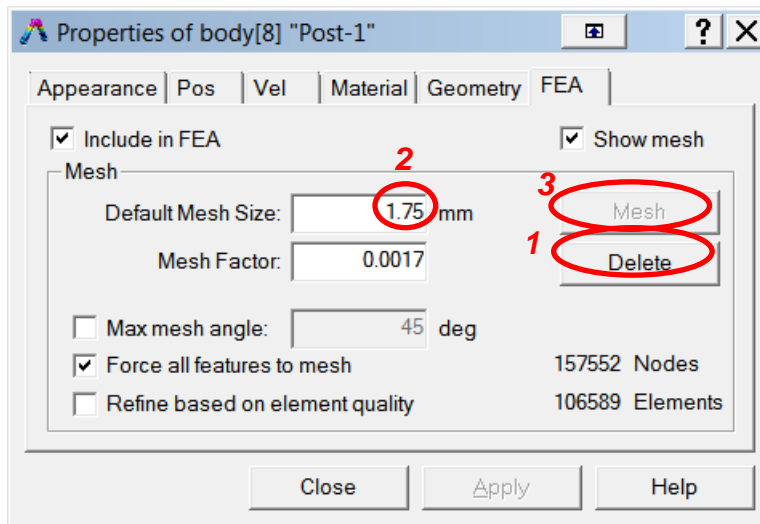 Properties of body[8] "Post-1"
?
Appearance Pos Vel Material Geometry FEA
Include in FEA Show mesh
Mesh
2
Default Mesh Size: 1.75 mm
3
Mesh
Mesh Factor: 0.0017
1
Delete
Max mesh angle: 45 deg
Force all features to mesh 157552 Nodes
Refine based on element quality 106589 Elements
Close Apply Help